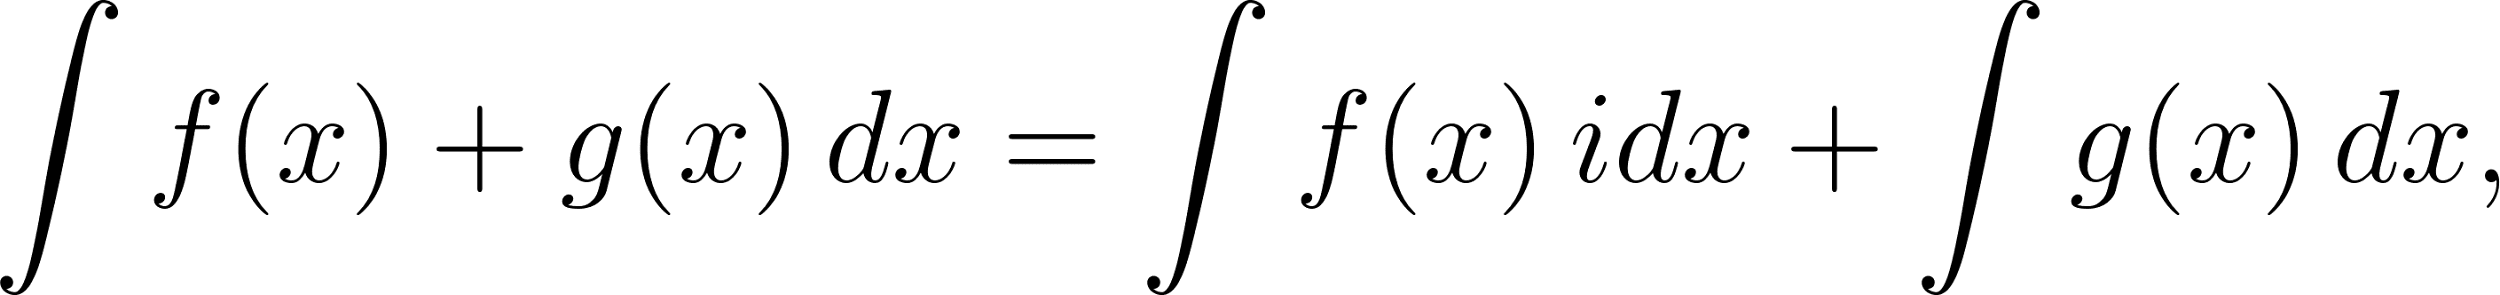 ∫ f(x) + g(x) dx = ∫ f(x) idx + ∫ g(x) dx,